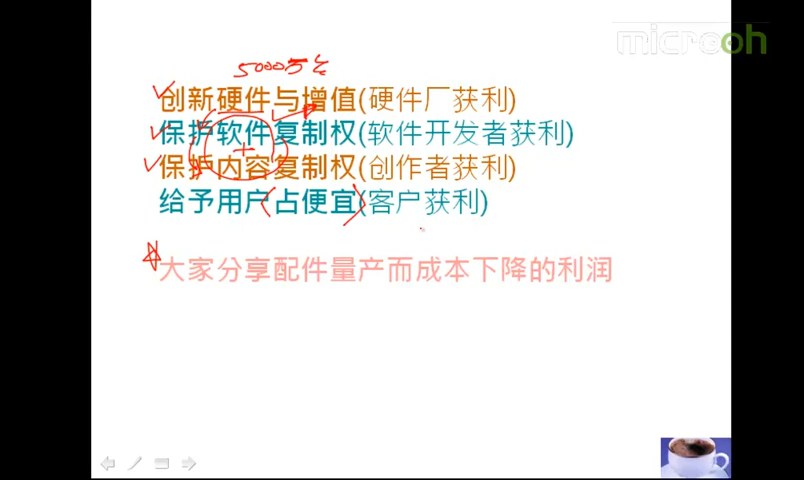 microoh
5000万台
创新硬件与增值(硬件厂获利)
保护软件复制权(软件开发者获利)
保护内容复制权(创作者获利)
给予用户占便宜(客户获利)
大家分享配件量产而成本下降的利润